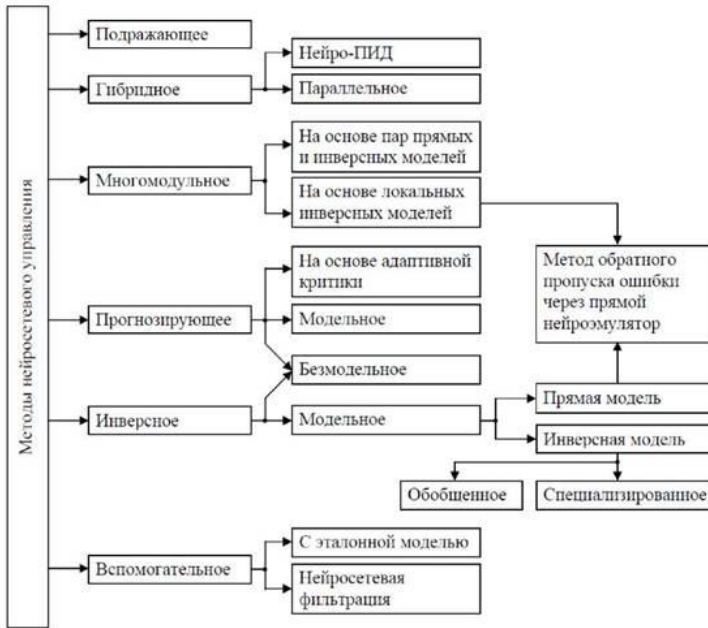 Методы нейросетевого управления
Подражающее
Гибридное
Нейро-ПИД
Параллельное
Многомодульное
На основе пар прямых
и инверсных моделей
На основе локальных
инверсных моделей
Прогнозирующее
На основе адаптивной
критики
Модельное
Безмодельное
Метод обратного
пропуска ошибки
через прямой
нейроэмулятор
Инверсное
Модельное
Прямая модель
Инверсная модель
Обобщенное
Специализированное
Вспомогательное
С эталонной моделью
Нейросетевая
фильтрация